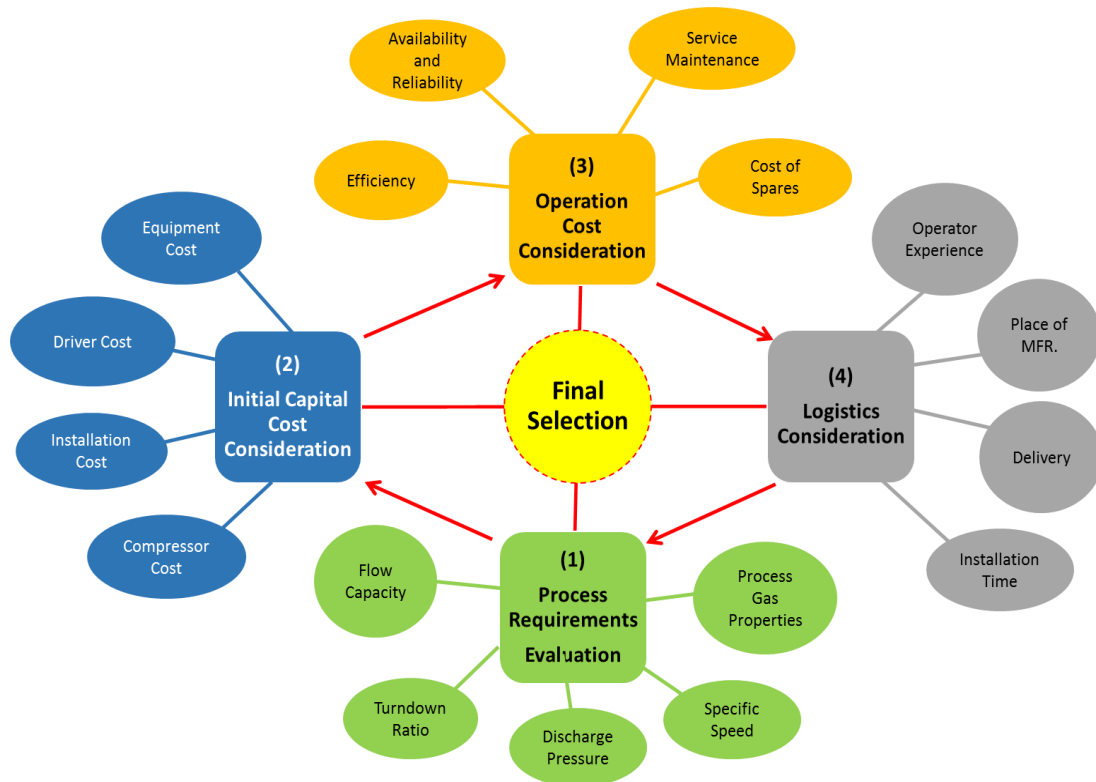 Availability
and
Reliability
Service
Maintenance
Efficiency
(3)
Operation
Cost
Consideration
Cost of
Spares
Equipment
Cost
Driver Cost
Installation
Cost
Compressor
Cost
(2)
Initial Capital
Cost
Consideration
Final
Selection
(4)
Logistics
Consideration
Operator
Experience
Place of
MFR.
Delivery
Installation
Time
(1)
Process
Requirements
Evaluation
Flow
Capacity
Turndown
Ratio
Discharge
Pressure
Specific
Speed
Process
Gas
Properties